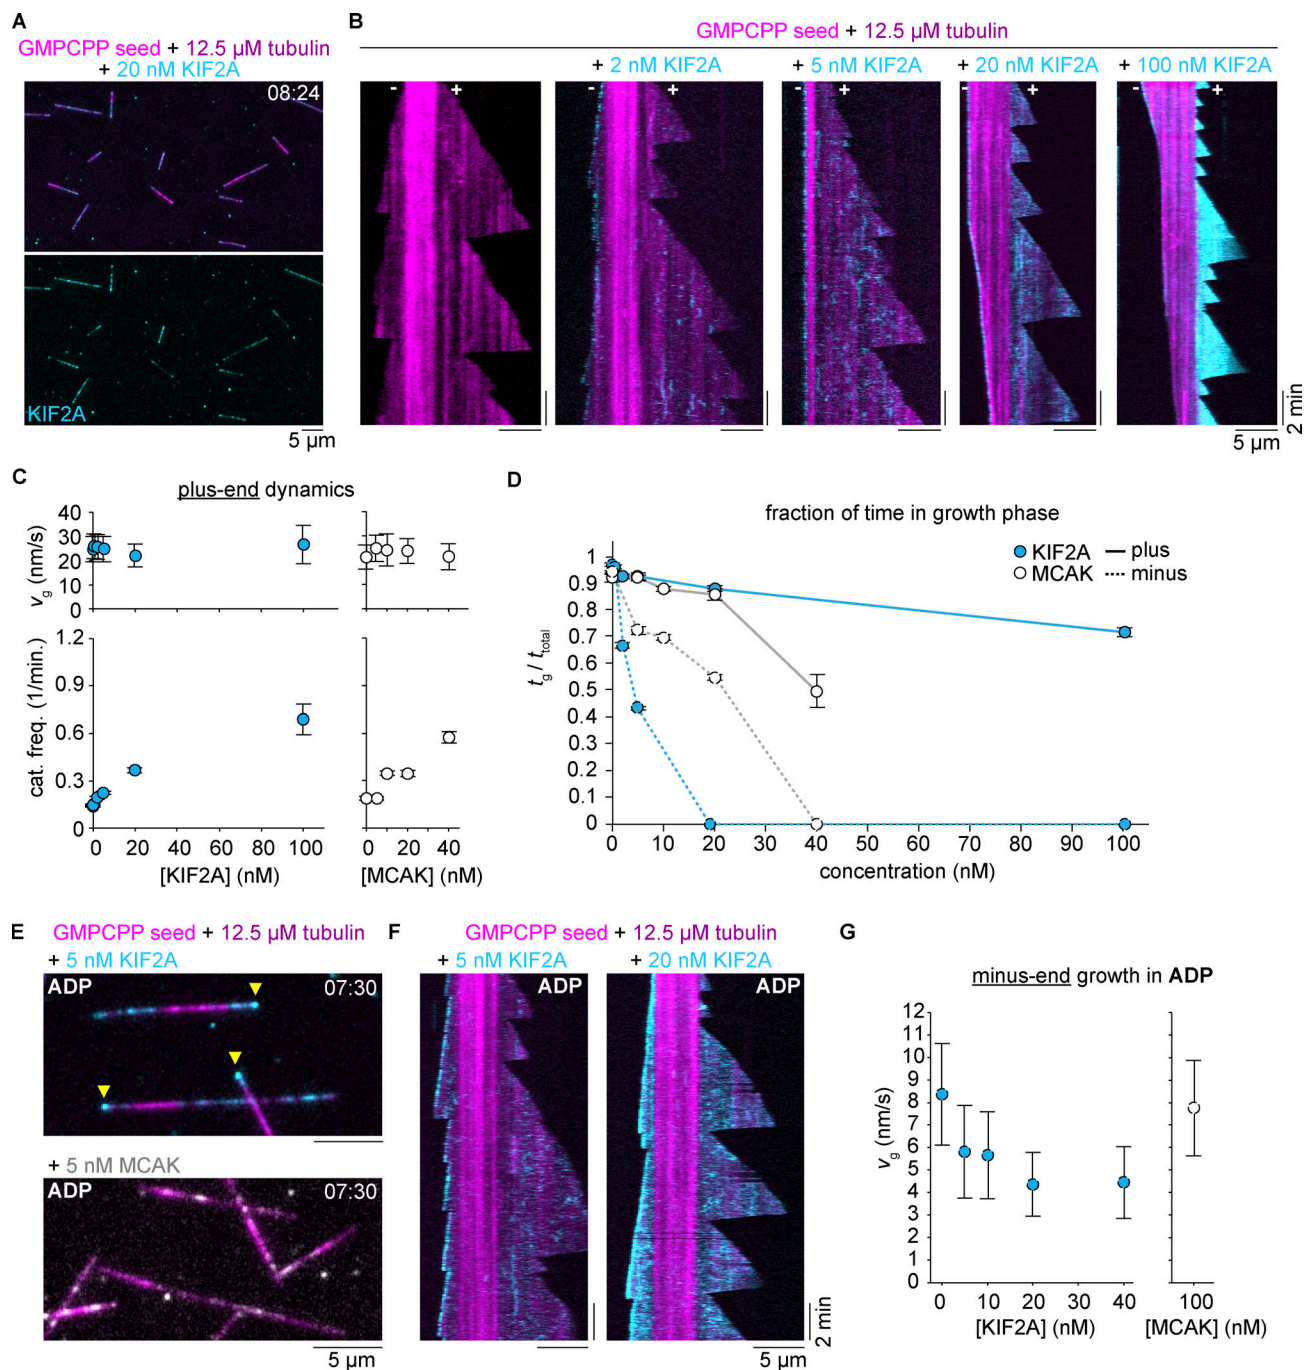 A
GMPCPP seed + 12.5 µM tubulin
+ 20 nM KIF2A
08:24
KIF2A
5 µm
B
GMPCPP seed + 12.5 µM tubulin
+ 2 nM KIF2A
+ 5 nM KIF2A
+ 20 nM KIF2A
+ 100 nM KIF2A
- +
- +
- +
- +
- +
5 µm
2 min
C
plus-end dynamics
40
30
20
10
0
vg (nm/s)
1.2
0.9
0.6
0.3
0
cat. freq. (1/min.)
0 20 40 60 80 100
[KIF2A] (nM)
0 20 40
[MCAK] (nM)
D
fraction of time in growth phase
KIF2A
MCAK
plus
minus
1
0.9
0.8
0.7
0.6
0.5
0.4
0.3
0.2
0.1
0
tg / ttotal
0 10 20 30 40 50 60 70 80 90 100
concentration (nM)
E
GMPCPP seed + 12.5 µM tubulin
+ 5 nM KIF2A
ADP
07:30
+ 5 nM MCAK
ADP
07:30
5 µm
F
GMPCPP seed + 12.5 µM tubulin
+ 5 nM KIF2A
+ 20 nM KIF2A
ADP
ADP
5 µm
2 min
G
minus-end growth in ADP
12
11
10
9
8
7
6
5
4
3
2
1
0
vg (nm/s)
0 10 20 30 40
[KIF2A] (nM)
100
[MCAK] (nM)